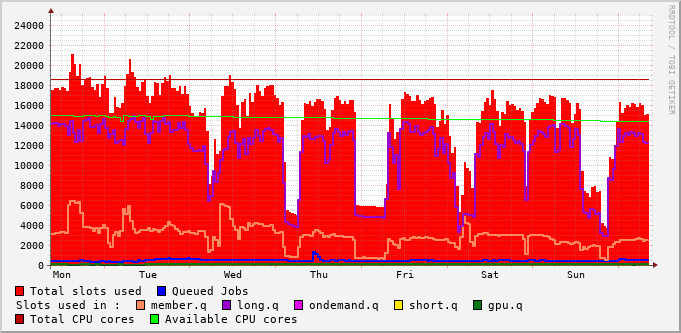 RRDTOOL / TOBI OETIKER
24000
22000
20000
18000
16000
14000
12000
10000
8000
6000
4000
2000
0
Mon Tue Wed Thu Fri Sat Sun
Total slots used Queued Jobs
Slots used in : member.q long.q ondemand.q short.q gpu.q
Total CPU cores Available CPU cores